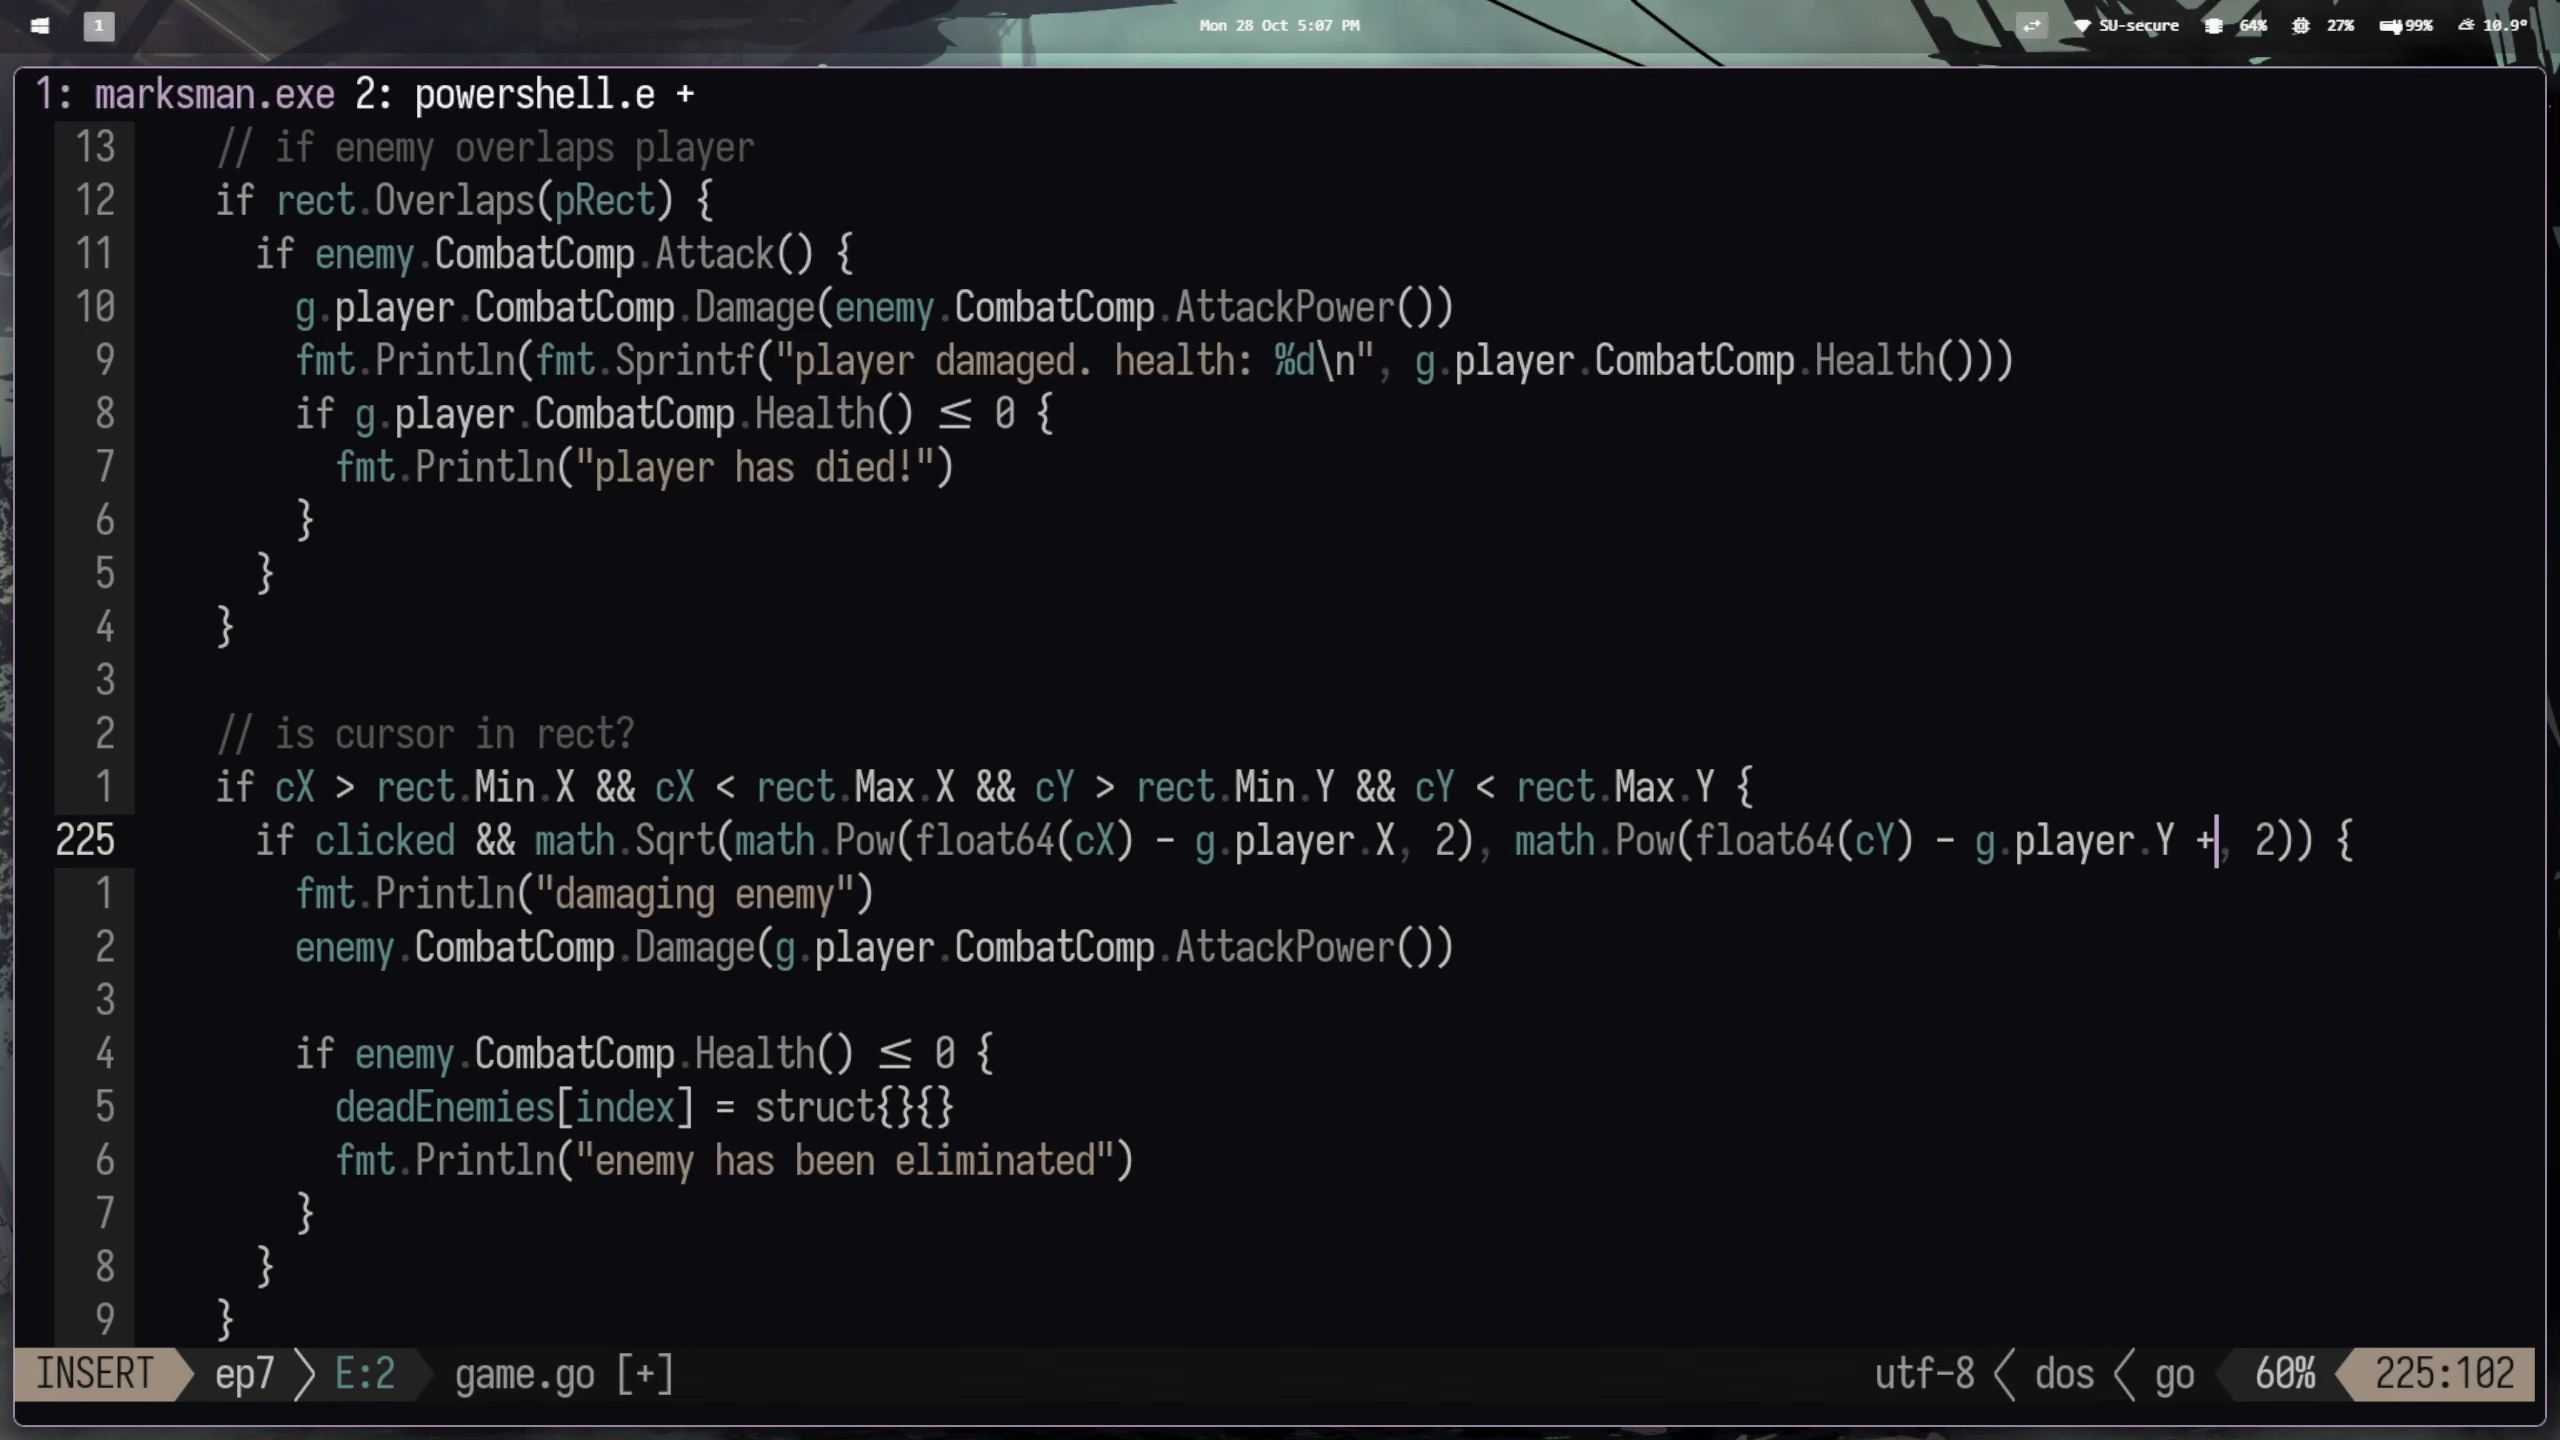 1 Mon 28 Oct 5:07 PM SU-secure 64% 27% 99% 10.9°
1: marksman.exe 2: powershell.e +
13 // if enemy overlaps player
12 if rect.Overlaps(pRect) {
11 if enemy.CombatComp.Attack() {
10 g.player.CombatComp.Damage(enemy.CombatComp.AttackPower())
9 fmt.Println(fmt.Sprintf("player damaged. health: %d\n", g.player.CombatComp.Health()))
8 if g.player.CombatComp.Health() ≤ 0 {
7 fmt.Println("player has died!")
6 }
5 }
4 }
3
2 // is cursor in rect?
1 if cX > rect.Min.X && cX < rect.Max.X && cY > rect.Min.Y && cY < rect.Max.Y {
225 if clicked && math.Sqrt(math.Pow(float64(cX) - g.player.X, 2), math.Pow(float64(cY) - g.player.Y +, 2)) {
1 fmt.Println("damaging enemy")
2 enemy.CombatComp.Damage(g.player.CombatComp.AttackPower())
3
4 if enemy.CombatComp.Health() ≤ 0 {
5 deadEnemies[index] = struct{}{}
6 fmt.Println("enemy has been eliminated")
7 }
8 }
9 }
INSERT ep7 E:2 game.go [+] utf-8 dos go 60% 225:102